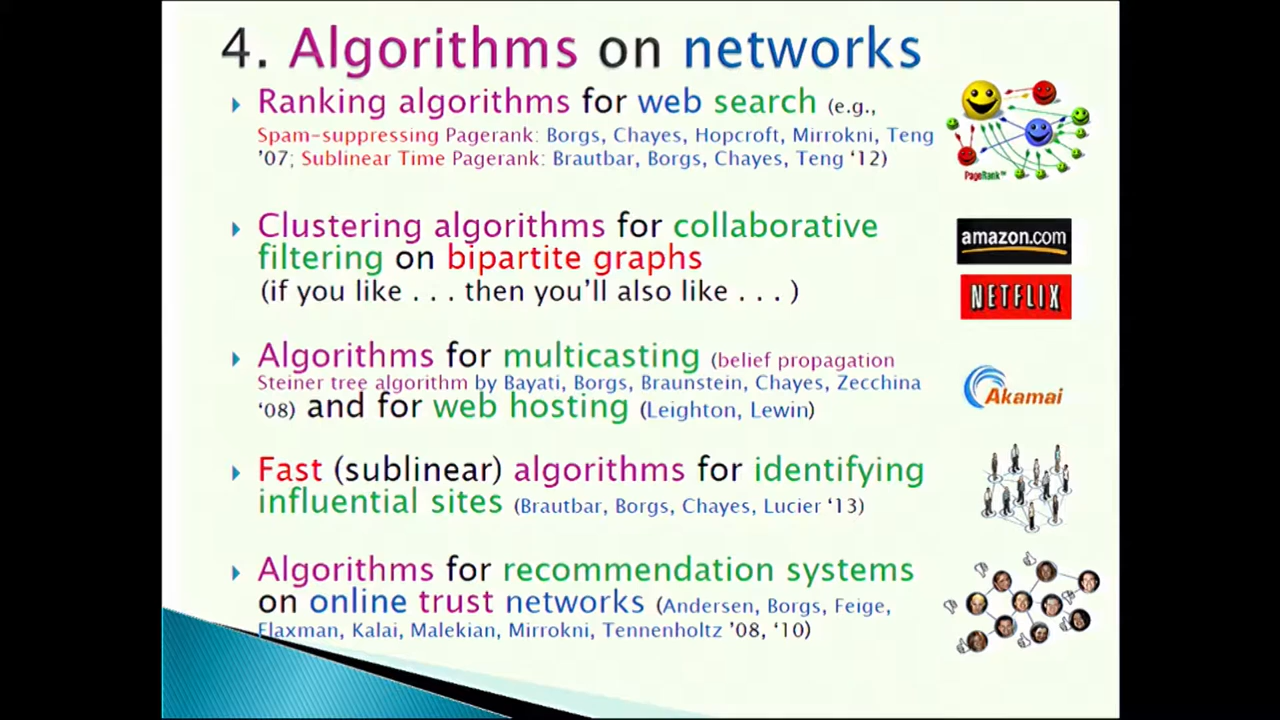 4. Algorithms on networks
Ranking algorithms for web search (e.g.,
Spam-suppressing Pagerank: Borgs, Chayes, Hopcroft, Mirrokni, Teng
’07; Sublinear Time Pagerank: Brautbar, Borgs, Chayes, Teng ‘12)
PageRank™
Clustering algorithms for collaborative
filtering on bipartite graphs
(if you like . . . then you’ll also like . . . )
amazon.com
NETFLIX
Algorithms for multicasting (belief propagation
Steiner tree algorithm by Bayati, Borgs, Braunstein, Chayes, Zecchina
‘08) and for web hosting (Leighton, Lewin)
Akamai
Fast (sublinear) algorithms for identifying
influential sites (Brautbar, Borgs, Chayes, Lucier ‘13)
Algorithms for recommendation systems
on online trust networks (Andersen, Borgs, Feige,
Flaxman, Kalai, Malekian, Mirrokni, Tennenholtz ’08, ‘10)